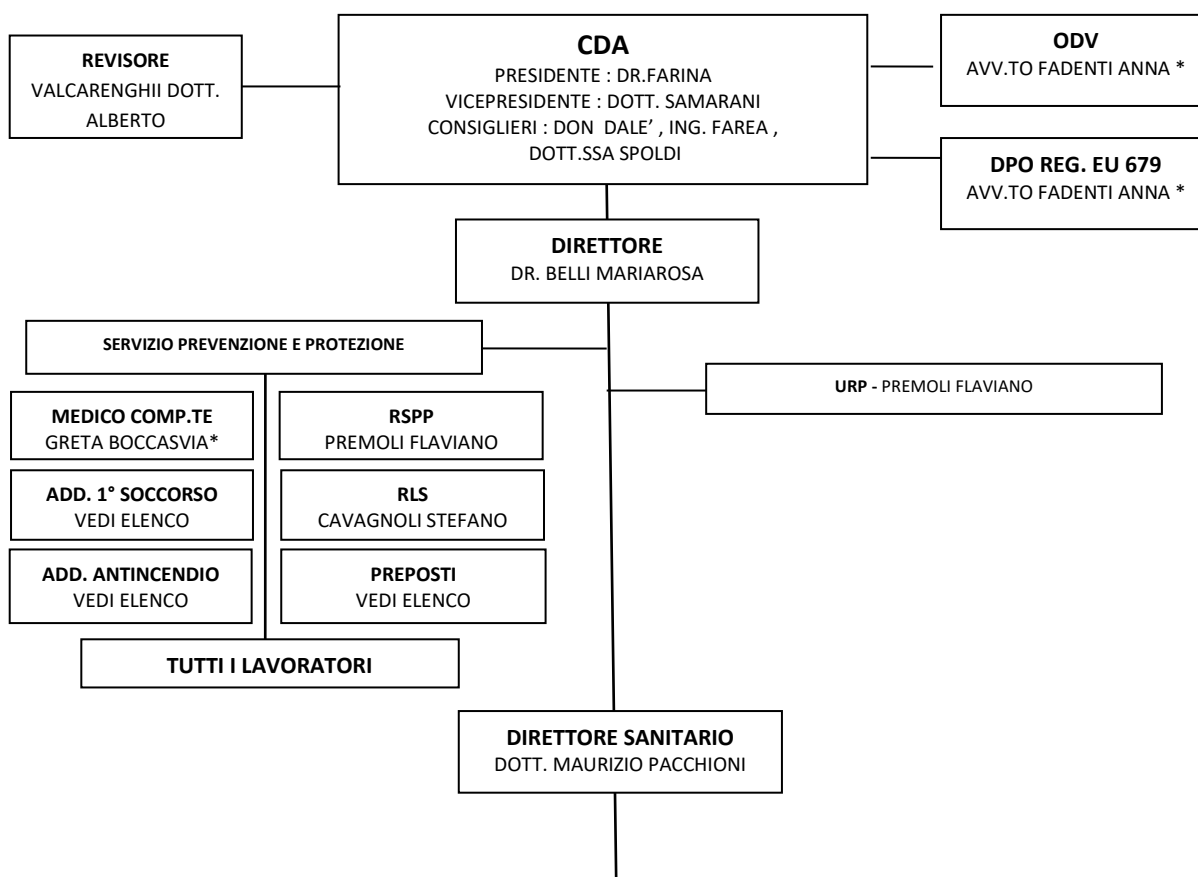 REVISORE
VALCARENGHII DOTT.
ALBERTO
CDA
PRESIDENTE : DR.FARINA
VICEPRESIDENTE : DOTT. SAMARANI
CONSIGLIERI : DON DALE’ , ING. FAREA ,
DOTT.SSA SPOLDI
ODV
AVV.TO FADENTI ANNA *
DPO REG. EU 679
AVV.TO FADENTI ANNA *
DIRETTORE
DR. BELLI MARIAROSA
SERVIZIO PREVENZIONE E PROTEZIONE
URP - PREMOLI FLAVIANO
MEDICO COMP.TE
GRETA BOCCASVIA*
RSPP
PREMOLI FLAVIANO
ADD. 1° SOCCORSO
VEDI ELENCO
RLS
CAVAGNOLI STEFANO
ADD. ANTINCENDIO
VEDI ELENCO
PREPOSTI
VEDI ELENCO
TUTTI I LAVORATORI
DIRETTORE SANITARIO
DOTT. MAURIZIO PACCHIONI